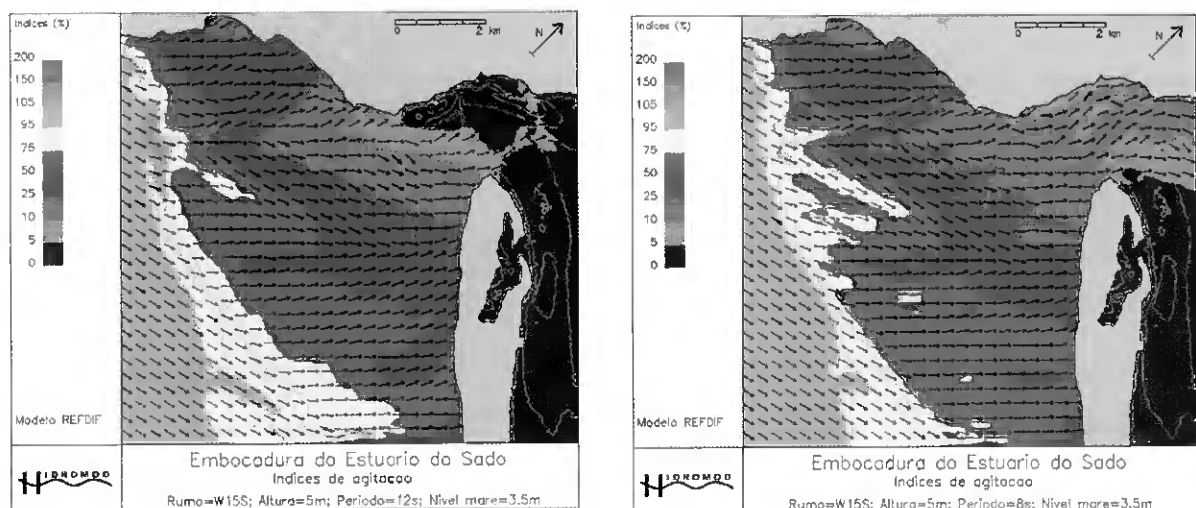 Indices (%)
200
150
105
95
75
50
25
10
5
0
0 2
km
N
Modelo REFDIF
HIDROMOD
Embocadura do Estuario do Sado
Indices de agitacao
Rumo=W15S; Altura=5m; Periodo=12s; Nivel mare=3.5m
Indices (%)
200
150
105
95
75
50
25
10
5
0
0 2
km
N
Modelo REFDIF
HIDROMOD
Embocadura do Estuario do Sado
Indices de agitacao
Rumo=W15S; Altura=5m; Periodo=8s; Nivel mare=3.5m